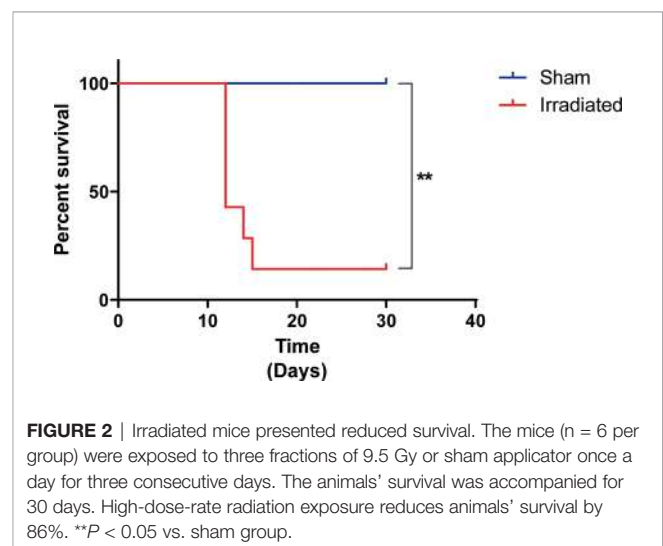 100
50
0
Percent survival
0 10 20 30 40
Time
(Days)
Sham
Irradiated
**
FIGURE 2 | Irradiated mice presented reduced survival. The mice (n = 6 per
group) were exposed to three fractions of 9.5 Gy or sham applicator once a
day for three consecutive days. The animals’ survival was accompanied for
30 days. High-dose-rate radiation exposure reduces animals’ survival by
86%. **P < 0.05 vs. sham group.